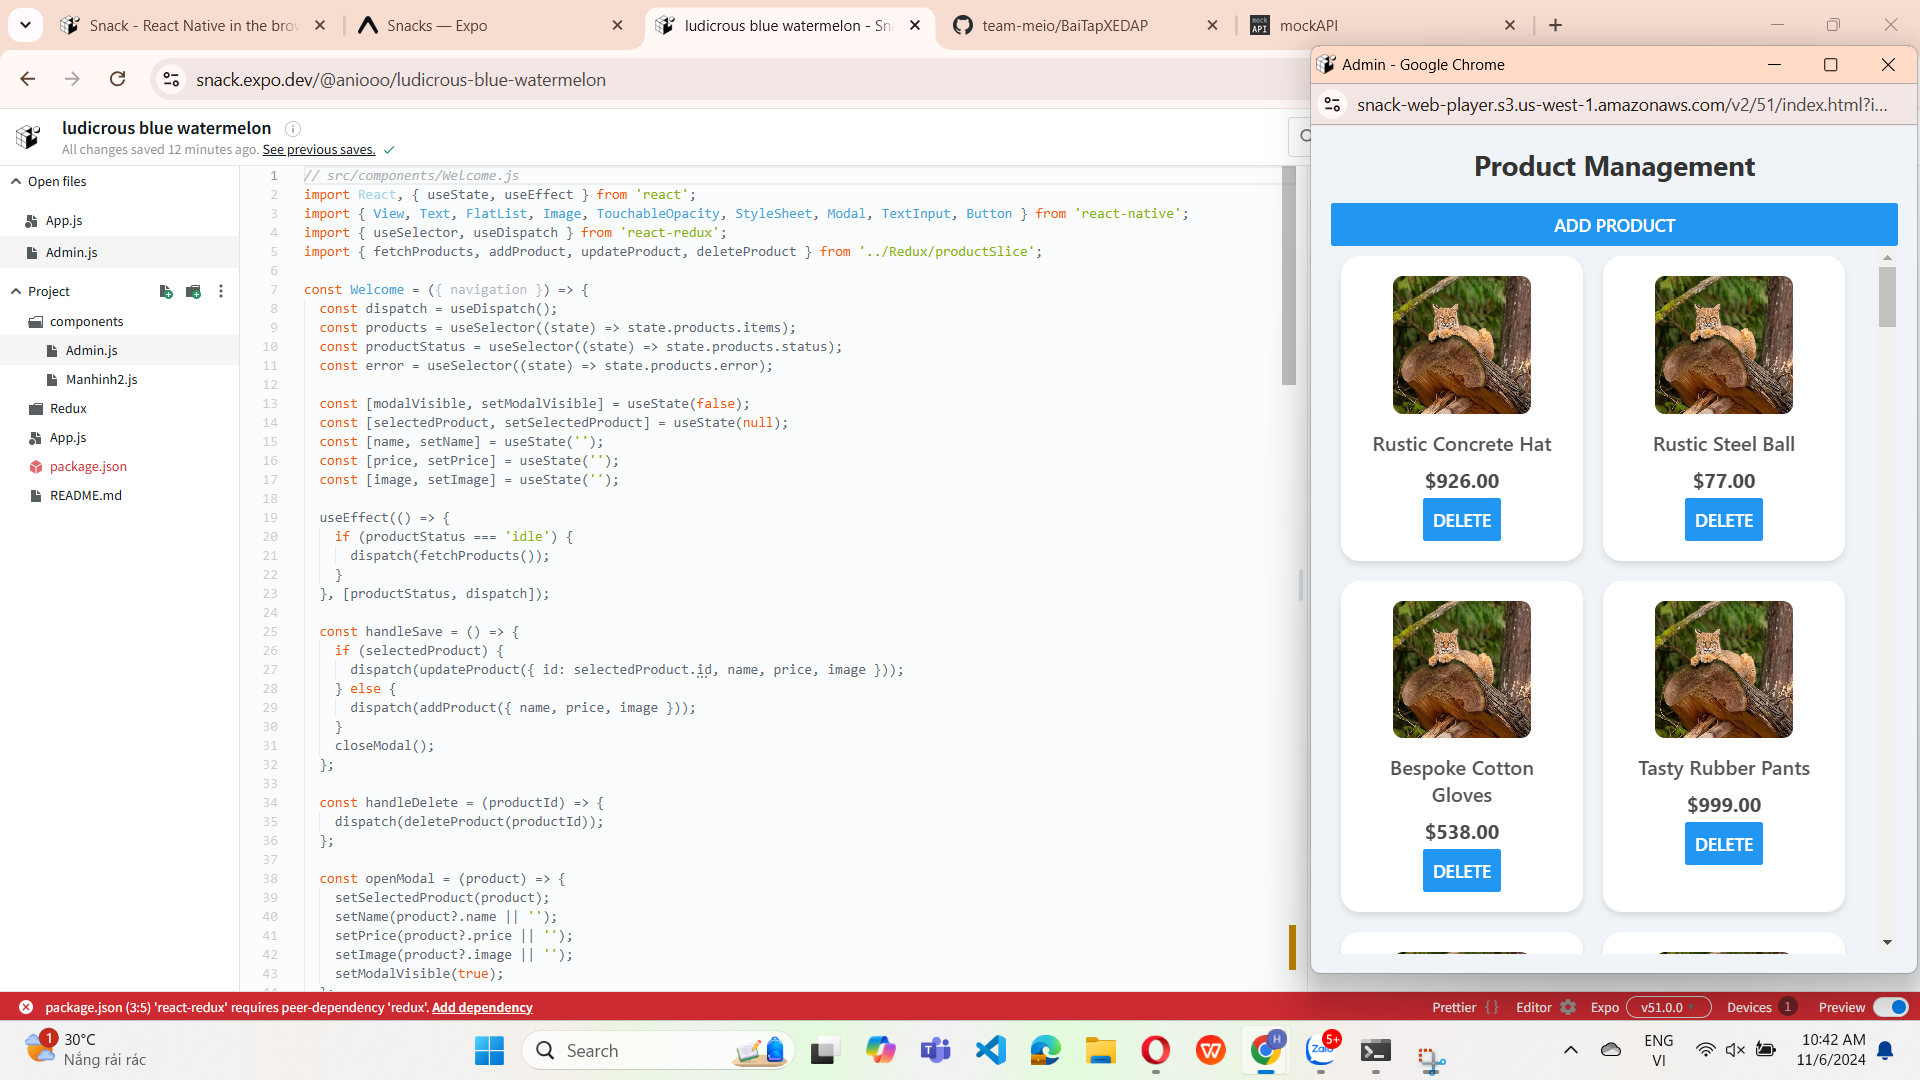 Snack - React Native in the brow
Snacks — Expo
ludicrous blue watermelon - Sna
team-meio/BaiTapXEDAP
mockAPI
snack.expo.dev/@aniooo/ludicrous-blue-watermelon
ludicrous blue watermelon
All changes saved 12 minutes ago. See previous saves.
Open files
App.js
Admin.js
Project
components
Admin.js
Manhinh2.js
Redux
App.js
package.json
README.md
1 // src/components/Welcome.js
2 import React, { useState, useEffect } from 'react';
3 import { View, Text, FlatList, Image, TouchableOpacity, StyleSheet, Modal, TextInput, Button } from 'react-native';
4 import { useSelector, useDispatch } from 'react-redux';
5 import { fetchProducts, addProduct, updateProduct, deleteProduct } from '../Redux/productSlice';
6
7 const Welcome = ({ navigation }) => {
8 const dispatch = useDispatch();
9 const products = useSelector((state) => state.products.items);
10 const productStatus = useSelector((state) => state.products.status);
11 const error = useSelector((state) => state.products.error);
12
13 const [modalVisible, setModalVisible] = useState(false);
14 const [selectedProduct, setSelectedProduct] = useState(null);
15 const [name, setName] = useState('');
16 const [price, setPrice] = useState('');
17 const [image, setImage] = useState('');
18
19 useEffect(() => {
20 if (productStatus === 'idle') {
21 dispatch(fetchProducts());
22 }
23 }, [productStatus, dispatch]);
24
25 const handleSave = () => {
26 if (selectedProduct) {
27 dispatch(updateProduct({ id: selectedProduct.id, name, price, image }));
28 } else {
29 dispatch(addProduct({ name, price, image }));
30 }
31 closeModal();
32 };
33
34 const handleDelete = (productId) => {
35 dispatch(deleteProduct(productId));
36 };
37
38 const openModal = (product) => {
39 setSelectedProduct(product);
40 setName(product?.name || '');
41 setPrice(product?.price || '');
42 setImage(product?.image || '');
43 setModalVisible(true);
Admin - Google Chrome
snack-web-player.s3.us-west-1.amazonaws.com/v2/51/index.html?i...
Product Management
ADD PRODUCT
Rustic Concrete Hat
$926.00
DELETE
Rustic Steel Ball
$77.00
DELETE
Bespoke Cotton
Gloves
$538.00
DELETE
Tasty Rubber Pants
$999.00
DELETE
package.json (3:5) 'react-redux' requires peer-dependency 'redux'. Add dependency
Prettier { } Editor Expo v51.0.0 Devices 1 Preview
1
30°C
Nắng rải rác
Search
H
Zalo
5+
ENG
VI
10:42 AM
11/6/2024